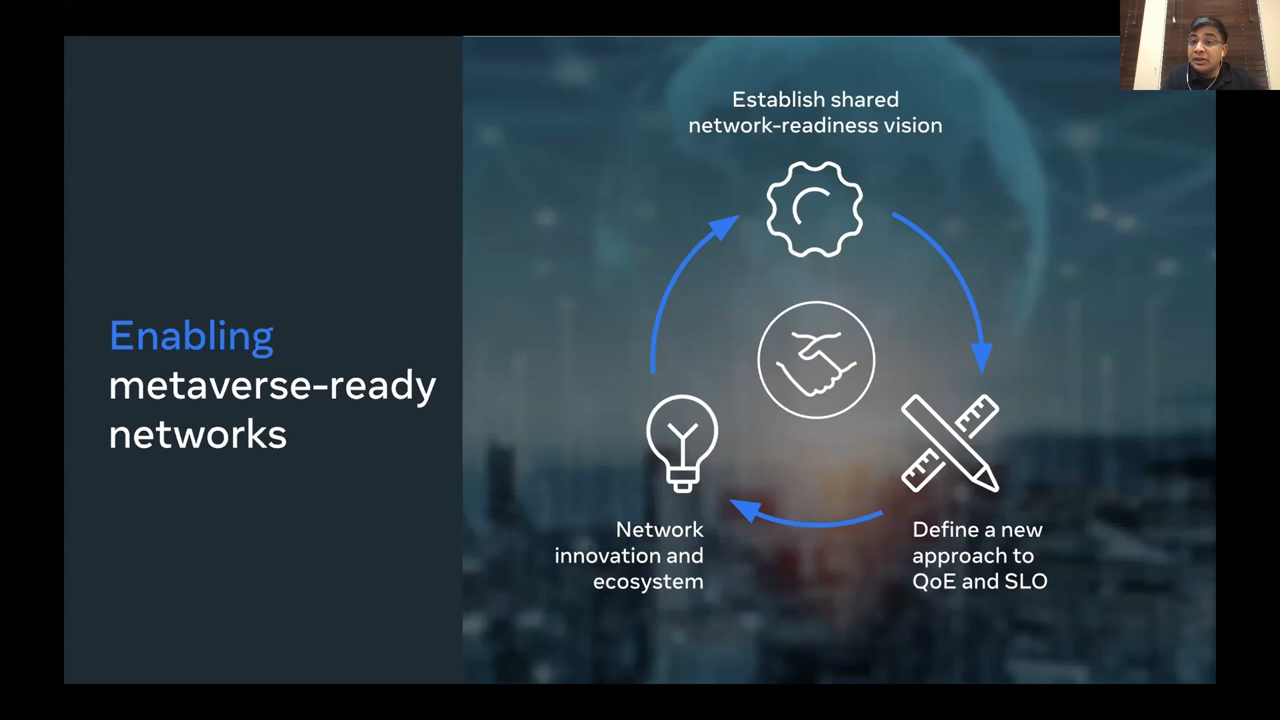 Enabling
metaverse-ready
networks
Establish shared
network-readiness vision
Define a new
approach to
QoE and SLO
Network
innovation and
ecosystem